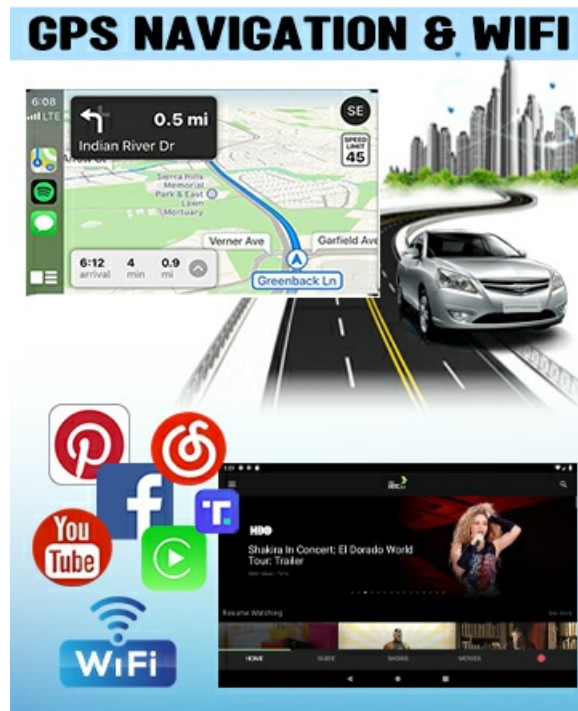 GPS NAVIGATION & WIFI
6:08
LTE
0.5 mi
Indian River Dr
SE
SPEED
LIMIT
45
Sierra Hills
Memorial
Park & East
Lawn
Mortuary
Verner Ave
Garfield Ave
6:12 4 0.9
arrival min mi
Greenback Ln
You
Tube
WiFi
HBO
Shakira In Concert: El Dorado World
Tour: Trailer
Resume Watching
See more
HOME GUIDE SHOWS MOVIES